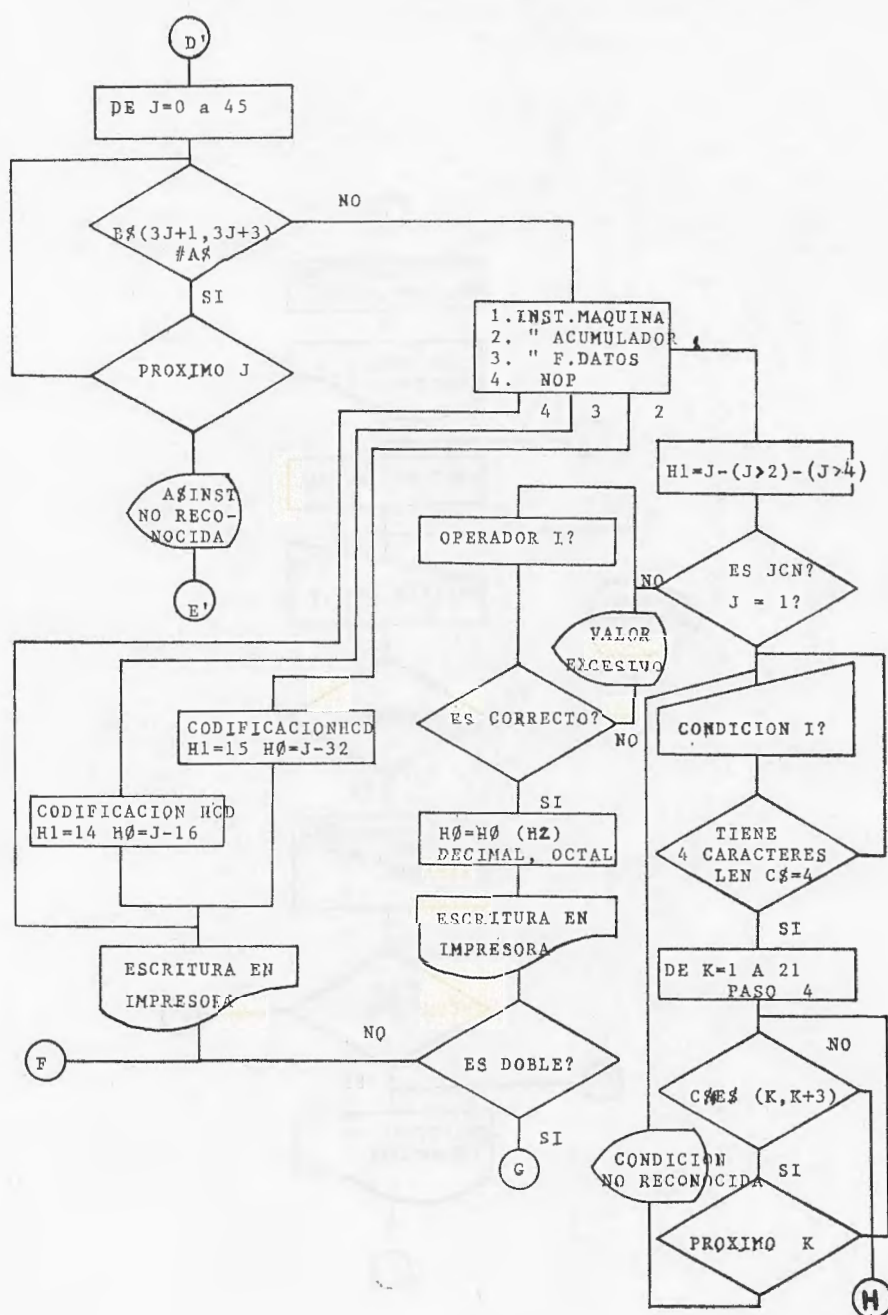 D'
DE J=0 a 45
B$(3J+1,3J+3)
#A$
NO
SI
PROXIMO J
A$INST
NO RECO-
NOCIDA
E'
1.INST.MAQUINA
2. " ACUMULADOR
3. " F.DATOS
4. NOP
4 3 2
H1=J-(J>2)-(J>4)
ES JCN?
J = 1?
NO
OPERADOR I?
VALOR
EXCESIVO
ES CORRECTO?
NO
SI
CODIFICACIONHCD
H1=15 HØ=J-32
CODIFICACION HCD
H1=14 HØ=J-16
HØ=HØ (HZ)
DECIMAL, OCTAL
ESCRITURA EN
IMPRESORA
ESCRITURA EN
IMPRESORA
F
NO
ES DOBLE?
SI
G
CONDICION I?
TIENE
4 CARACTERES
LEN C$=4
SI
DE K=1 A 21
PASO 4
NO
C#E$ (K,K+3)
SI
CONDICION
NO RECONOCIDA
PROXIMO K
H